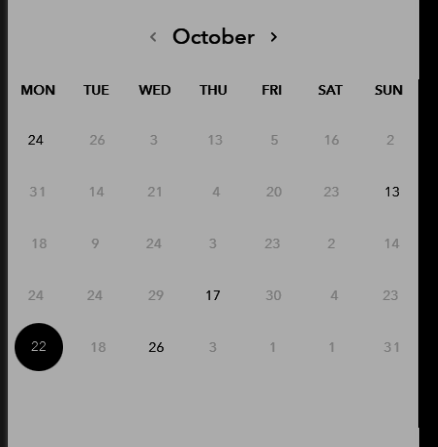 ‹ October ›
MON TUE WED THU FRI SAT SUN
24 26 3 13 5 16 2
31 14 21 4 20 23 13
18 9 24 3 23 2 14
24 24 29 17 30 4 23
22 18 26 3 1 1 31